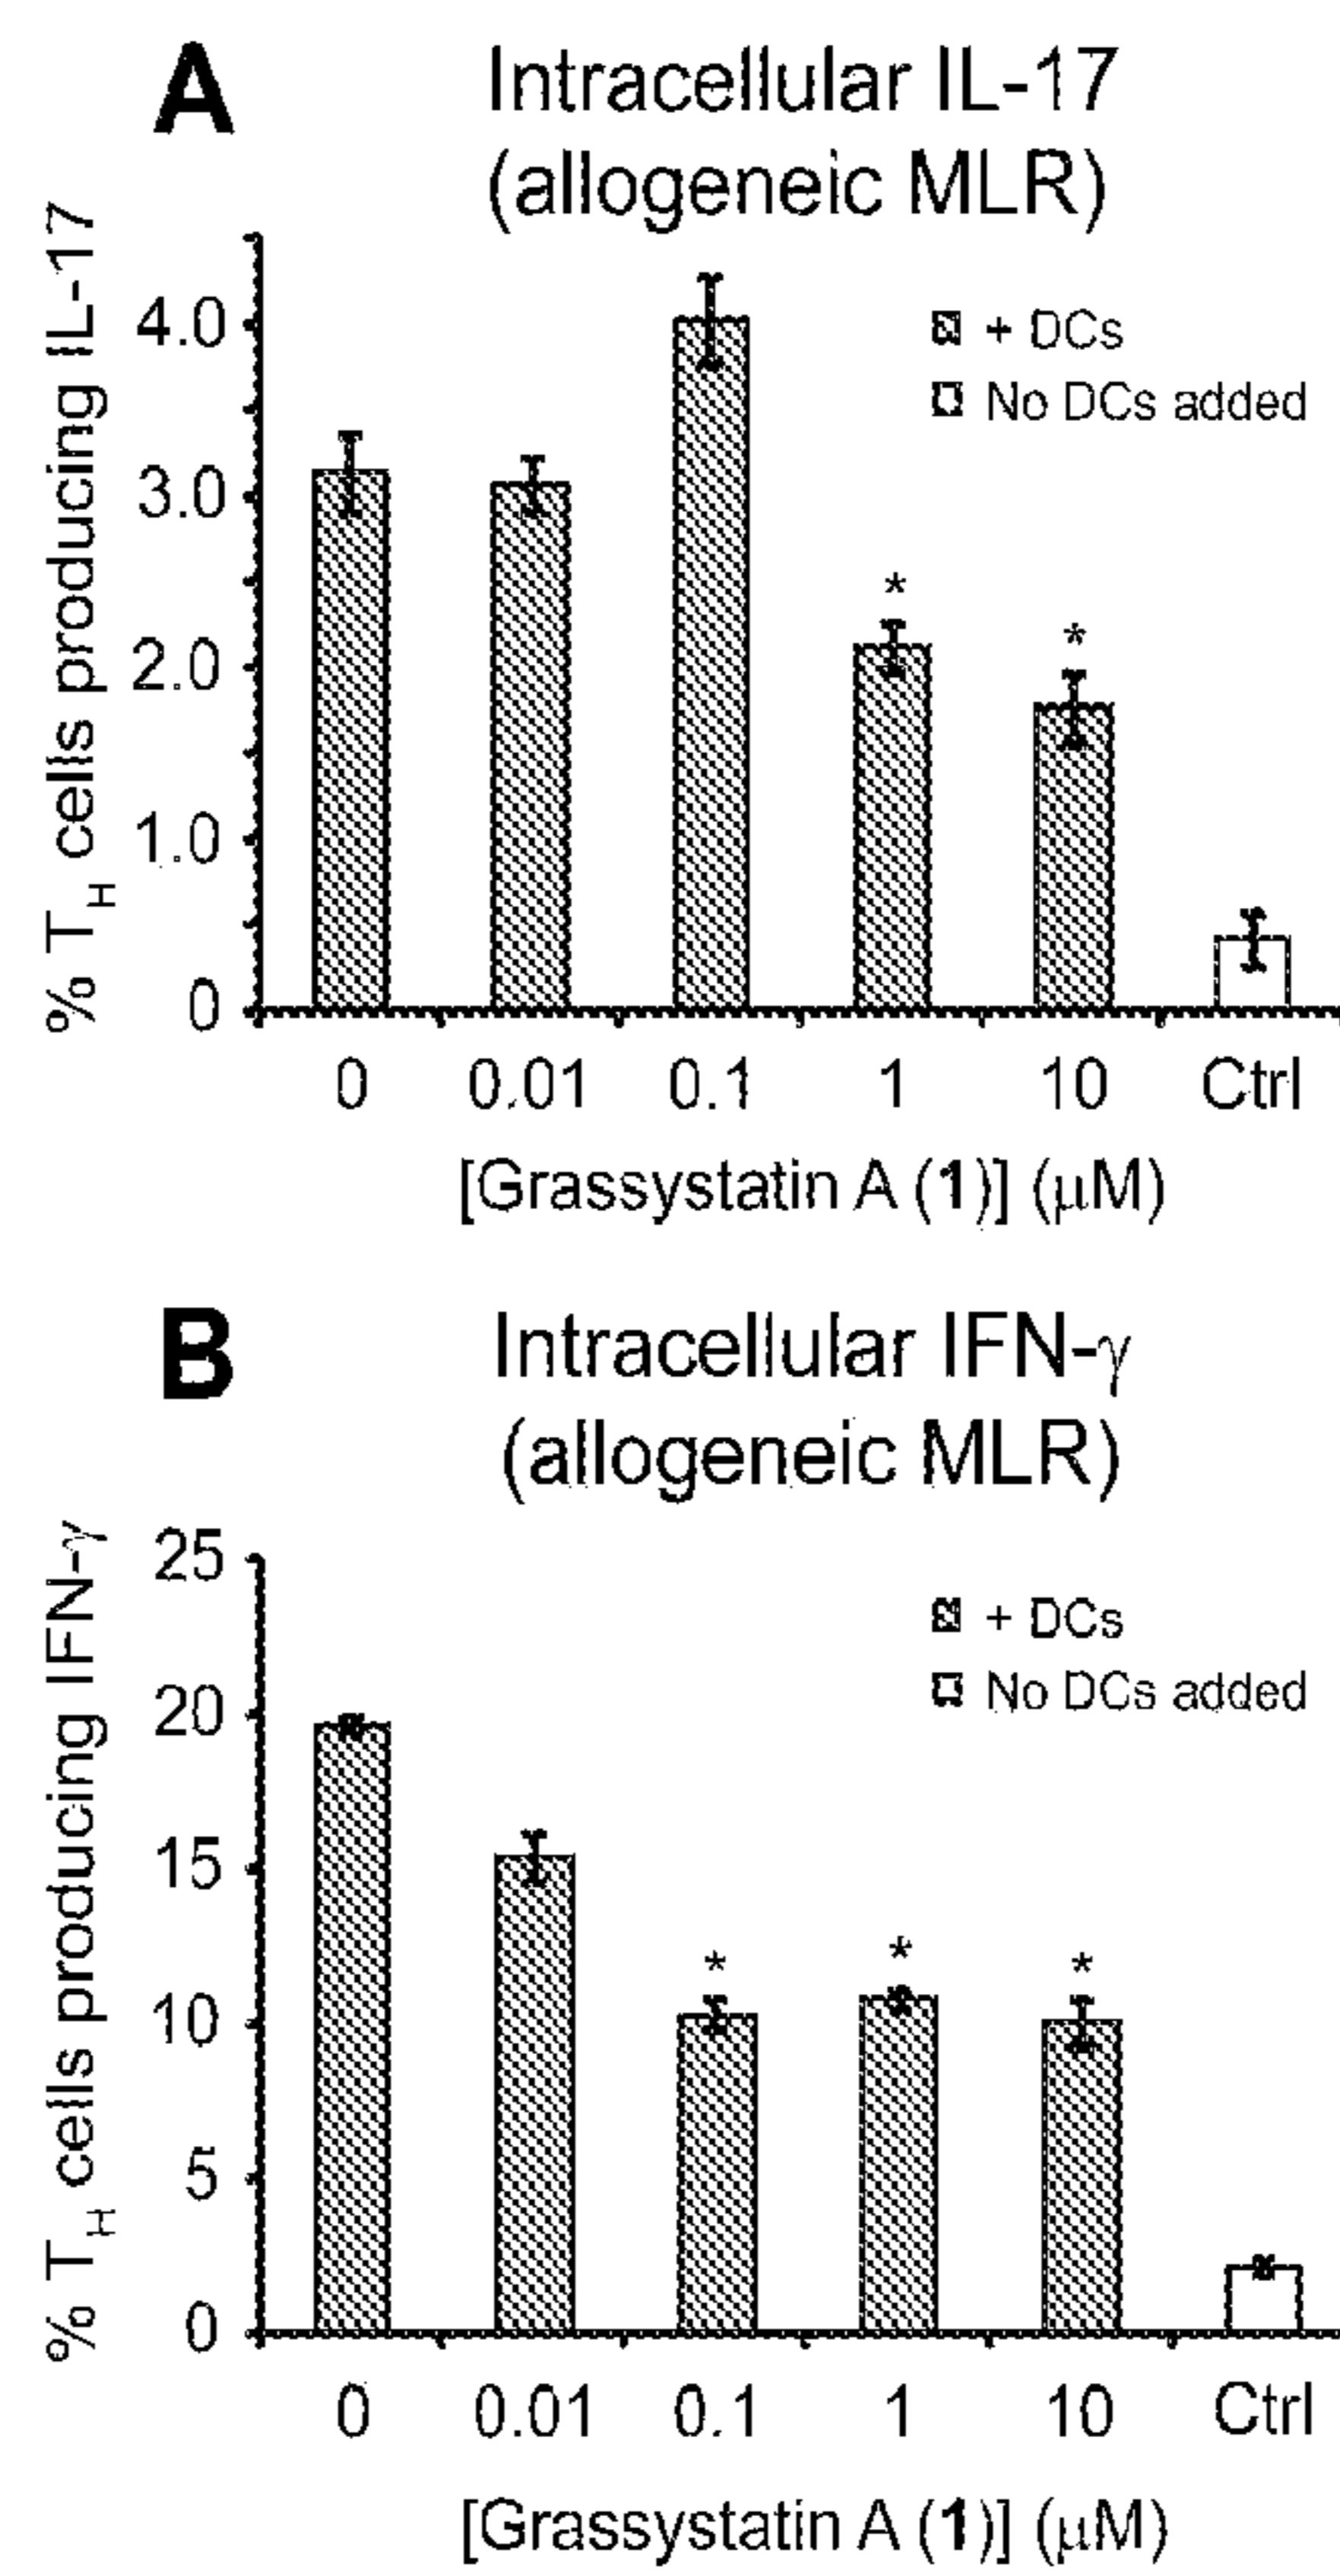 A
Intracellular IL-17
(allogeneic MLR)
% TH cells producing IL-17
4.0
3.0
2.0
1.0
0
+ DCs
No DCs added
*
*
0 0.01 0.1 1 10 Ctrl
[Grassystatin A (1)] (μM)
B
Intracellular IFN-γ
(allogeneic MLR)
% TH cells producing IFN-γ
25
20
15
10
5
0
+ DCs
No DCs added
* * *
0 0.01 0.1 1 10 Ctrl
[Grassystatin A (1)] (μM)